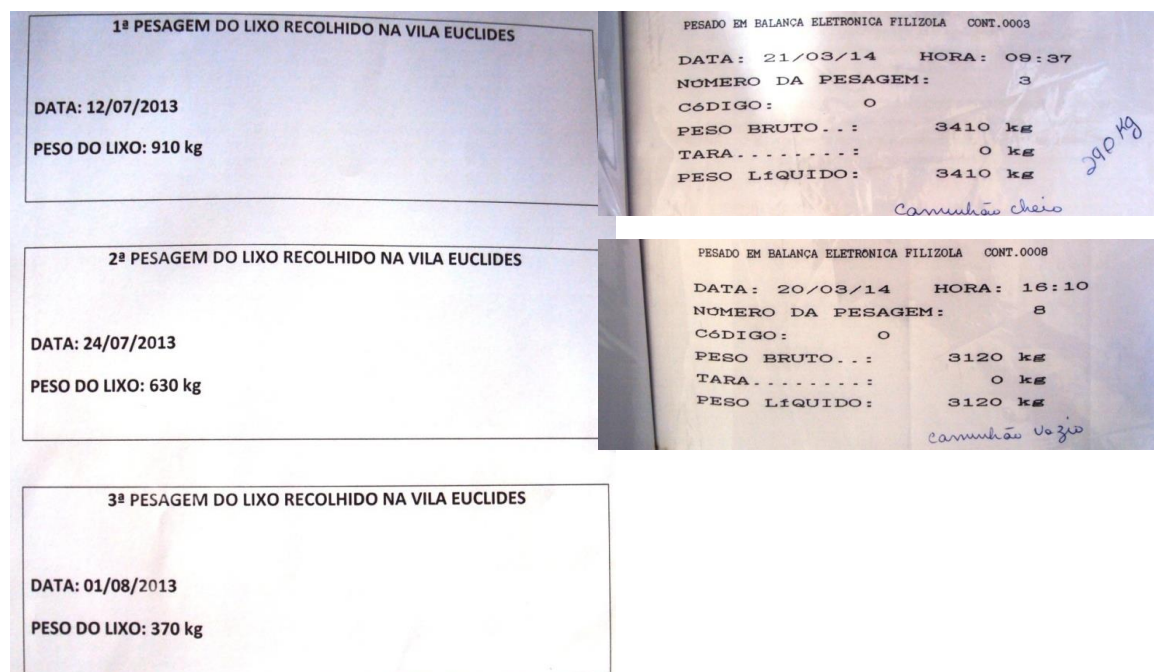 1ª PESAGEM DO LIXO RECOLHIDO NA VILA EUCLIDES
DATA: 12/07/2013
PESO DO LIXO: 910 kg
2ª PESAGEM DO LIXO RECOLHIDO NA VILA EUCLIDES
DATA: 24/07/2013
PESO DO LIXO: 630 kg
3ª PESAGEM DO LIXO RECOLHIDO NA VILA EUCLIDES
DATA: 01/08/2013
PESO DO LIXO: 370 kg
PESADO EM BALANÇA ELETRONICA FILIZOLA CONT.0003
DATA: 21/03/14 HORA: 09:37
NÚMERO DA PESAGEM: 3
CóDIGO: 0
PESO BRUTO..: 3410 kg
TARA........: 0 kg
PESO LíQUIDO: 3410 kg
290 Kg
Caminhão cheio
PESADO EM BALANÇA ELETRONICA FILIZOLA CONT.0008
DATA: 20/03/14 HORA: 16:10
NÚMERO DA PESAGEM: 8
CóDIGO: 0
PESO BRUTO..: 3120 kg
TARA........: 0 kg
PESO LíQUIDO: 3120 kg
caminhão vazio